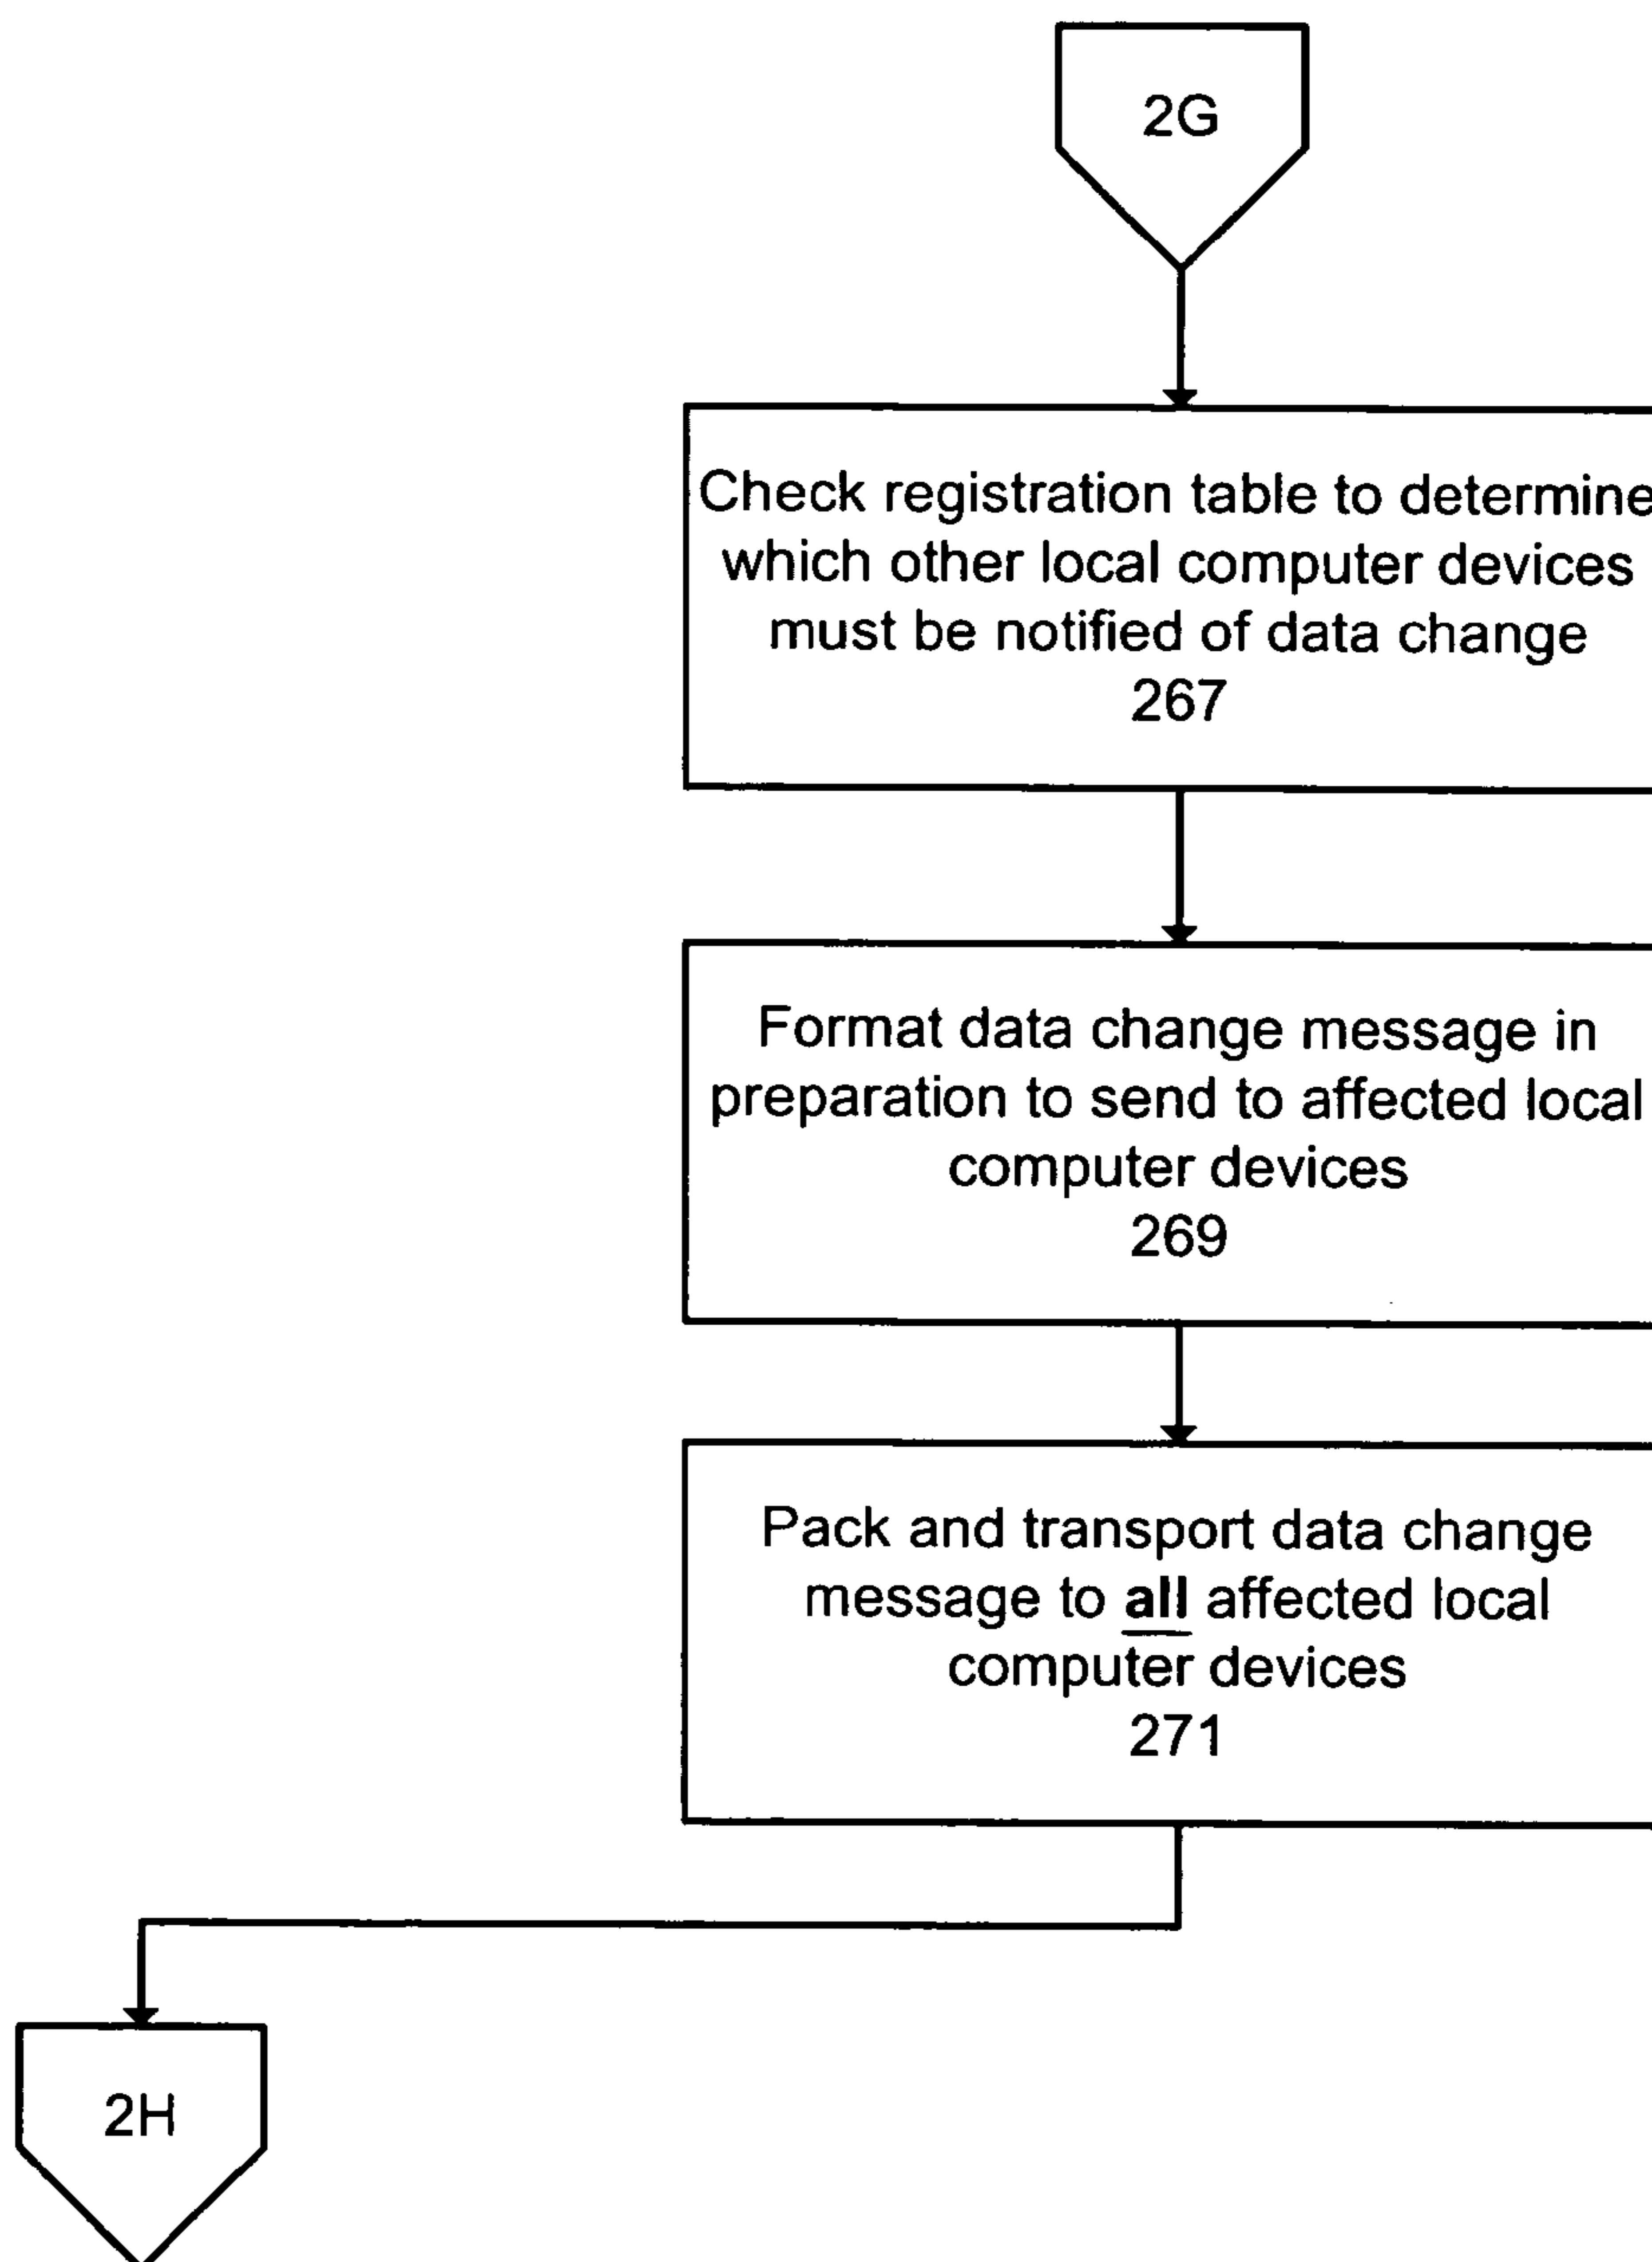 2G
Check registration table to determine
which other local computer devices
must be notified of data change
267
Format data change message in
preparation to send to affected local
computer devices
269
Pack and transport data change
message to all affected local
computer devices
271
2H